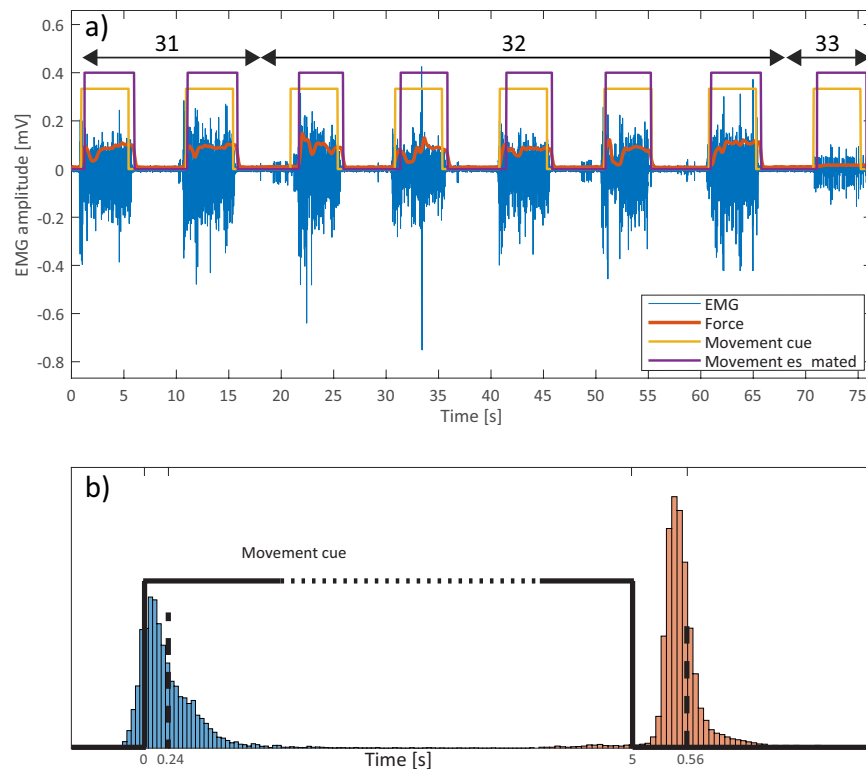 a)
31 32 33
0.6
0.4
0.2
0
-0.2
-0.4
-0.6
-0.8
EMG amplitude [mV]
EMG
Force
Movement cue
Movement es mated
0 5 10 15 20 25 30 35 40 45 50 55 60 65 70 75
Time [s]
b)
Movement cue
0 0.24 5 0.56
Time [s]